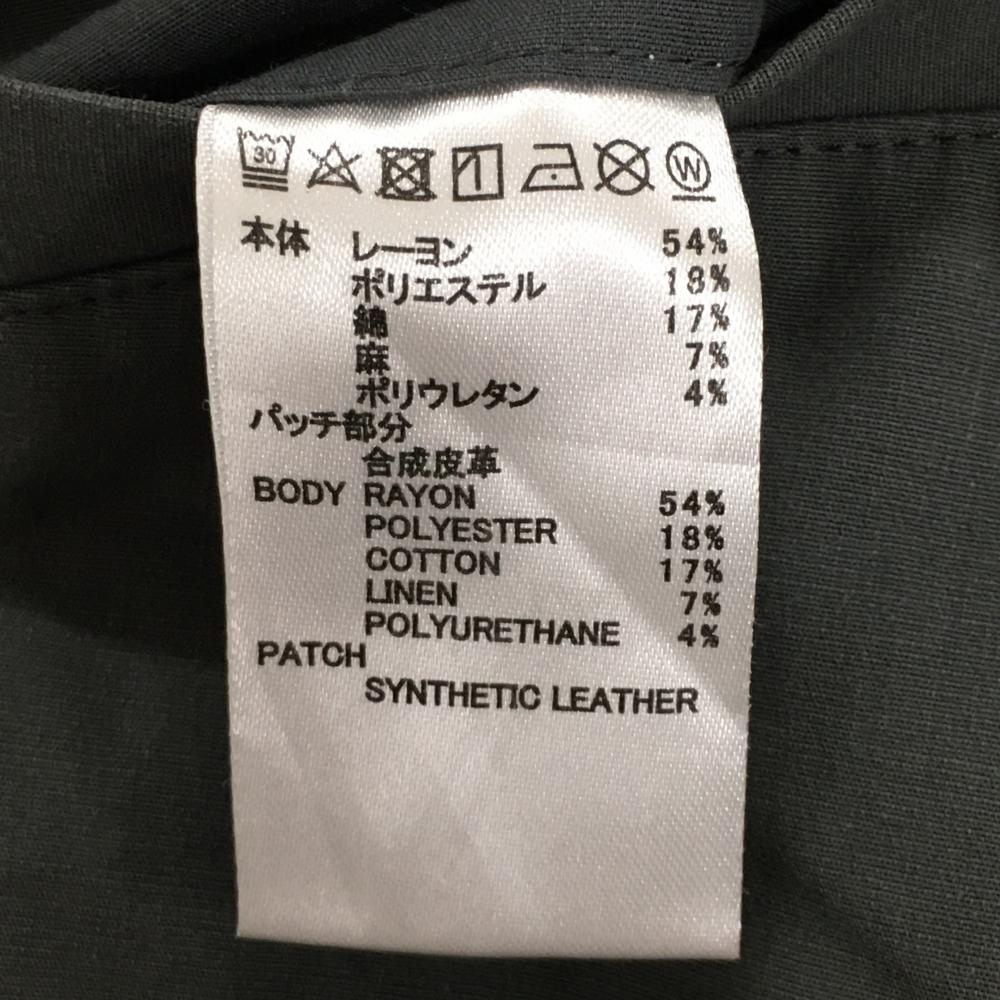 30
W
本体 レーヨン 54%
ポリエステル 18%
綿 17%
麻 7%
ポリウレタン 4%
パッチ部分
合成皮革
BODY RAYON 54%
POLYESTER 18%
COTTON 17%
LINEN 7%
POLYURETHANE 4%
PATCH
SYNTHETIC LEATHER